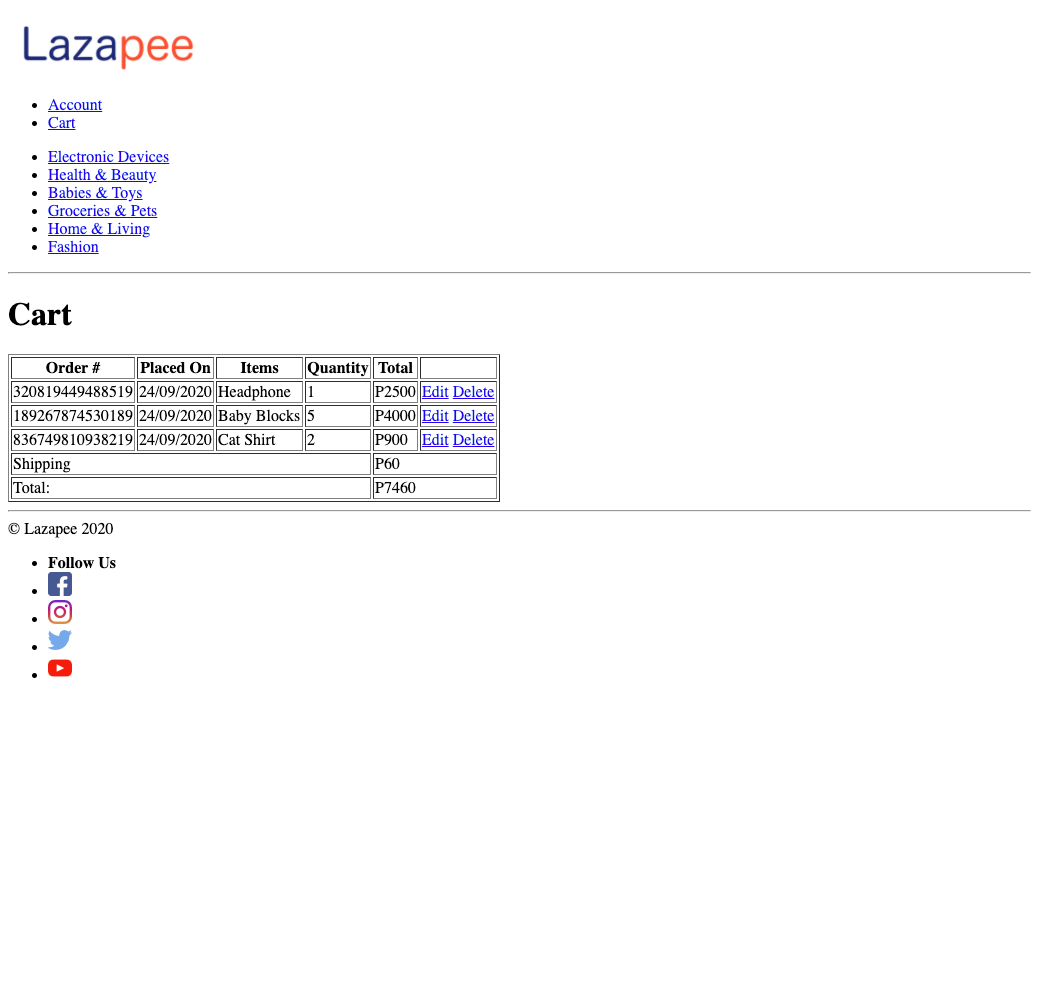 Lazapee
Account
Cart
Electronic Devices
Health & Beauty
Babies & Toys
Groceries & Pets
Home & Living
Fashion
Cart
Order # Placed On Items Quantity Total
320819449488519 24/09/2020 Headphone 1 P2500 Edit Delete
189267874530189 24/09/2020 Baby Blocks 5 P4000 Edit Delete
836749810938219 24/09/2020 Cat Shirt 2 P900 Edit Delete
Shipping P60
Total: P7460
© Lazapee 2020
Follow Us